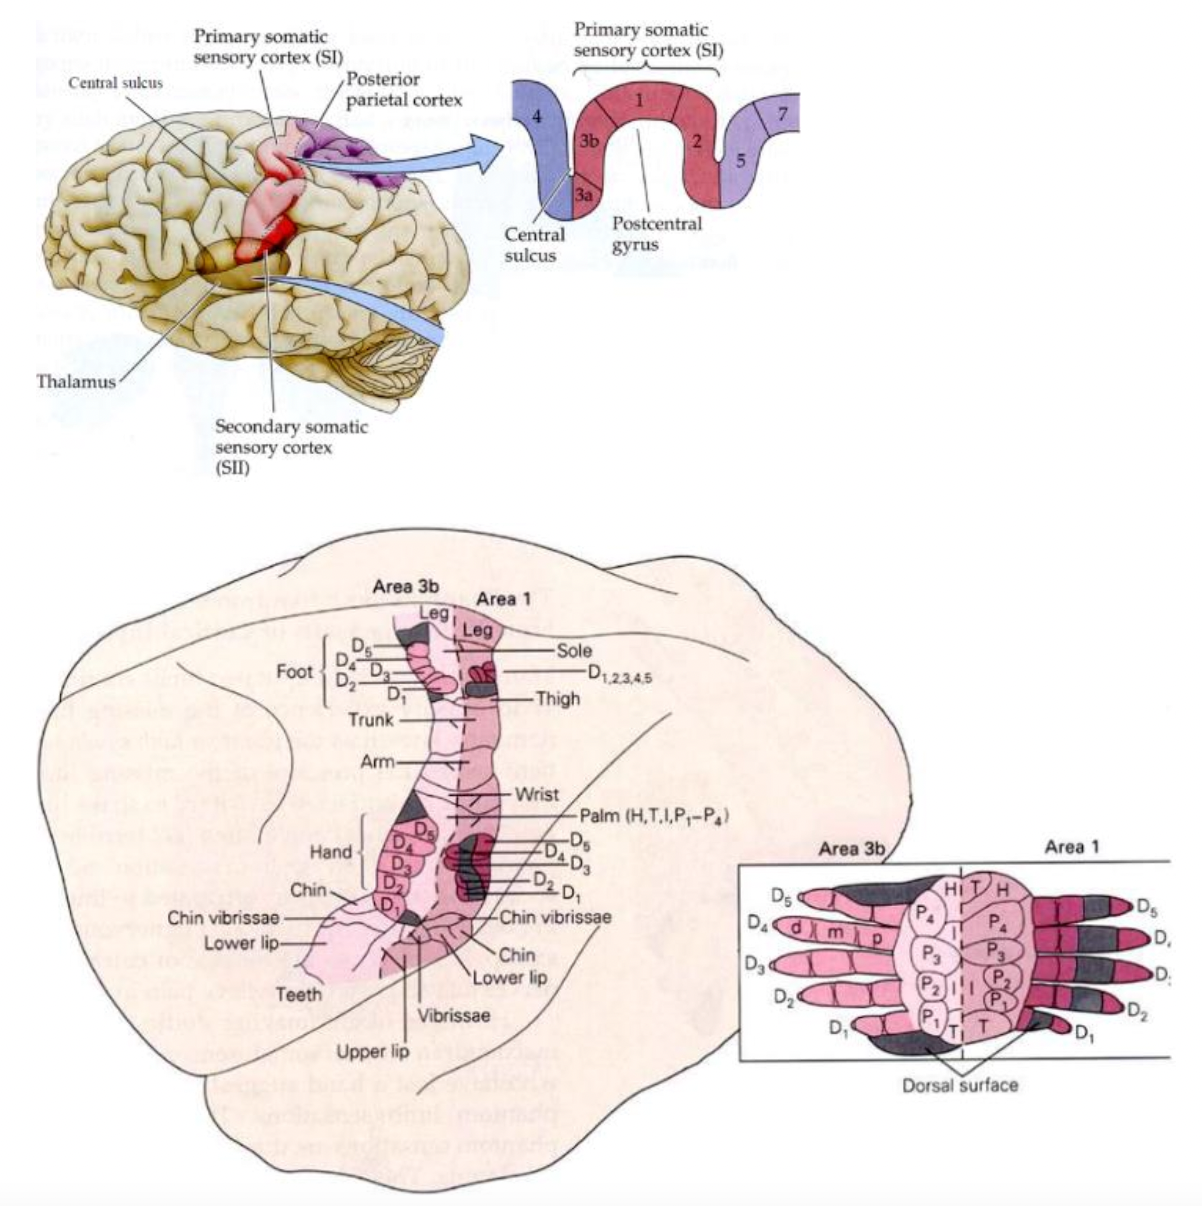 Primary somatic
sensory cortex (SI)
Central sulcus
Posterior
parietal cortex
Thalamus
Secondary somatic
sensory cortex
(SII)
Primary somatic
sensory cortex (SI)
4
3b
3a
1
2
5
7
Central
sulcus
Postcentral
gyrus
Area 3b
Area 1
Leg
Leg
Foot
D5
D4
D3
D2
D1
Sole
D1,2,3,4,5
Thigh
Trunk
Arm
Wrist
Palm (H,T,I,P1–P4)
Hand
D5
D4
D3
D2
D1
D5
D4
D3
D2
D1
Chin
Chin vibrissae
Lower lip
Teeth
Chin vibrissae
Chin
Lower lip
Vibrissae
Upper lip
Area 3b
Area 1
D5
D4
d m p
D3
D2
D1
H T H
P4
I
P3
P2
I
P1
T
P4
P3
P2
I
P1
T
D5
D
D
D2
D1
Dorsal surface